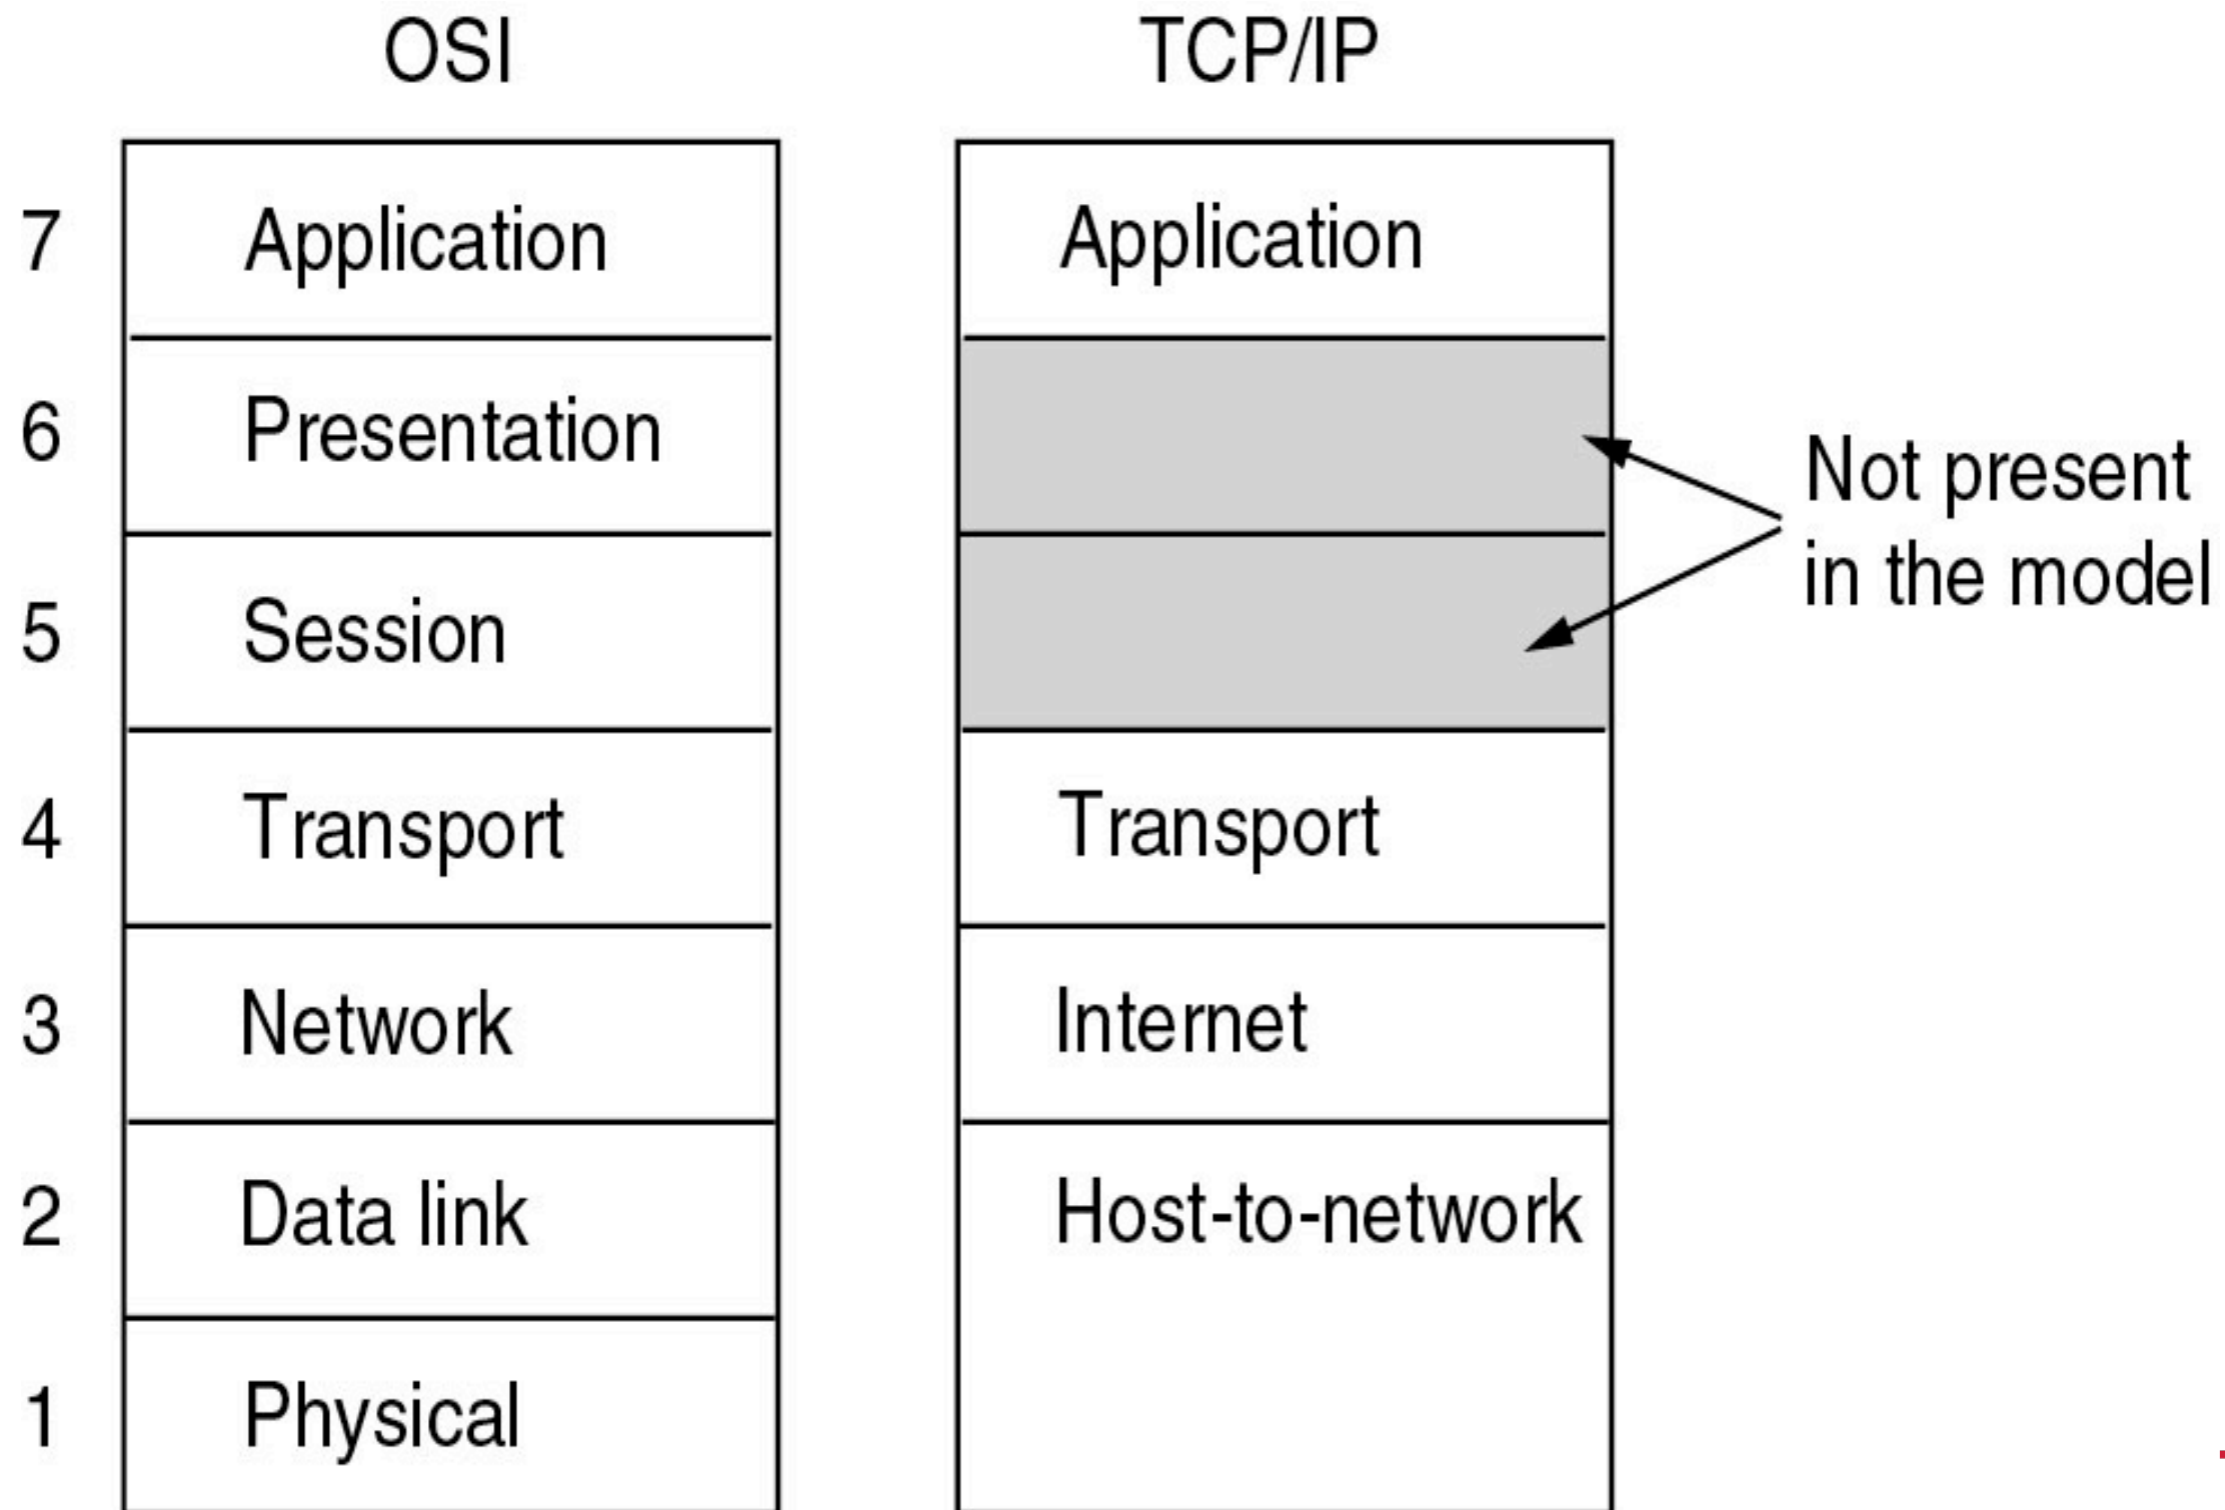 OSI
TCP/IP
7 Application Application
6 Presentation
5 Session
Not present
in the model
4 Transport Transport
3 Network Internet
2 Data link Host-to-network
1 Physical